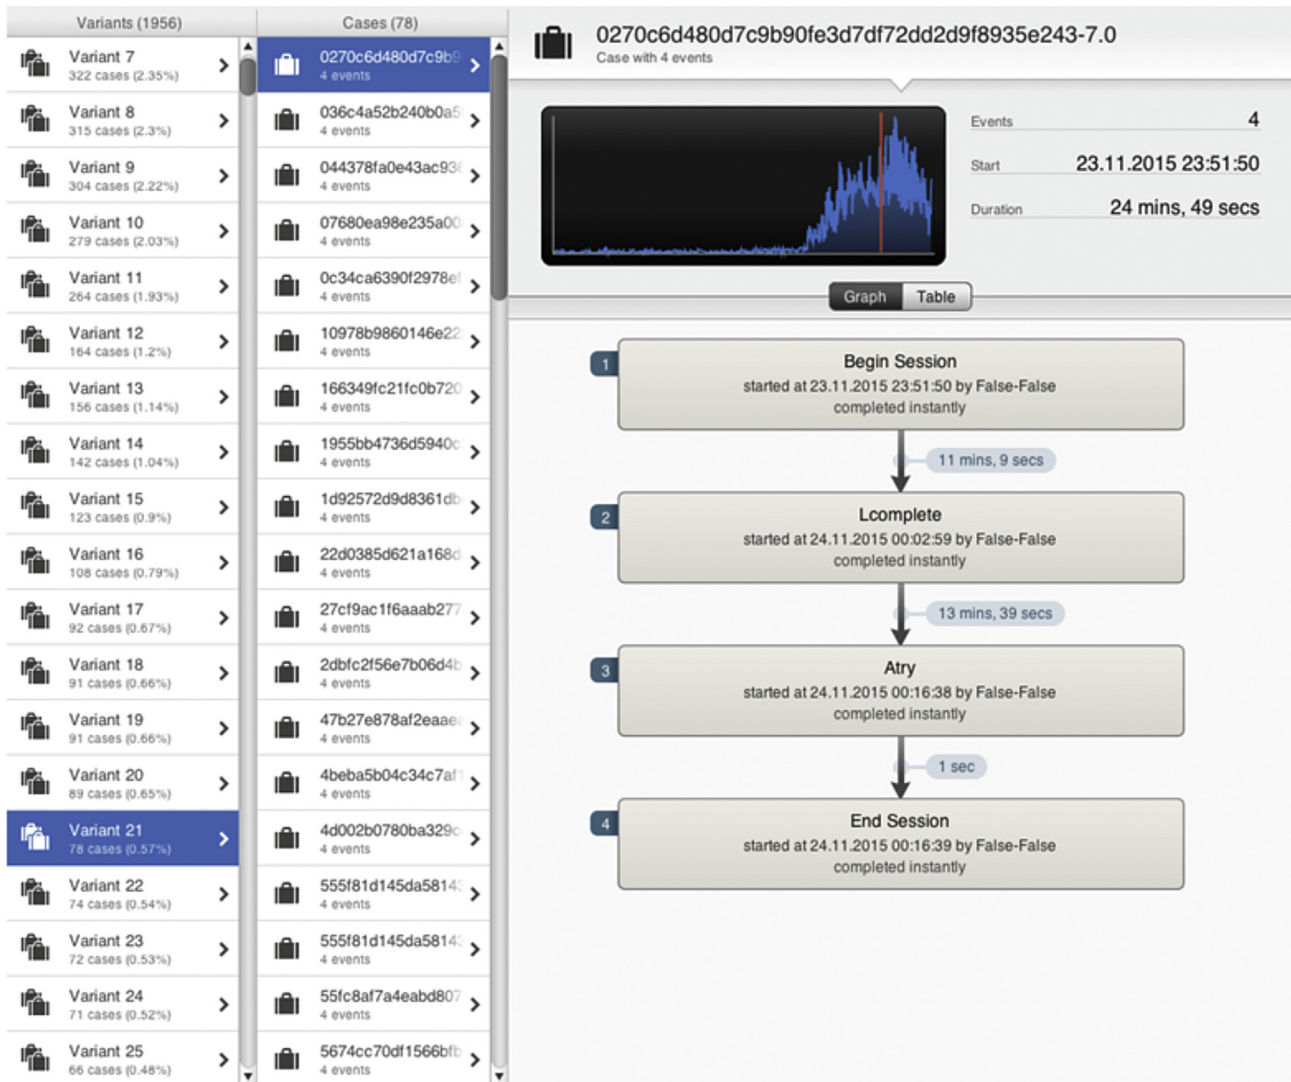 Variants (1956)
Variant 7
322 cases (2.35%)
Variant 8
315 cases (2.3%)
Variant 9
304 cases (2.22%)
Variant 10
279 cases (2.03%)
Variant 11
264 cases (1.93%)
Variant 12
164 cases (1.2%)
Variant 13
156 cases (1.14%)
Variant 14
142 cases (1.04%)
Variant 15
123 cases (0.9%)
Variant 16
108 cases (0.79%)
Variant 17
92 cases (0.67%)
Variant 18
91 cases (0.66%)
Variant 19
91 cases (0.66%)
Variant 20
89 cases (0.65%)
Variant 21
78 cases (0.57%)
Variant 22
74 cases (0.54%)
Variant 23
72 cases (0.53%)
Variant 24
71 cases (0.52%)
Variant 25
66 cases (0.48%)
Cases (78)
0270c6d480d7c9b9
4 events
036c4a52b240b0a5
4 events
044378fa0e43ac93
4 events
07680ea98e235a00
4 events
0c34ca6390f2978ef
4 events
10978b9860146e22
4 events
166349fc21fc0b720
4 events
1955bb4736d5940c
4 events
1d92572d9d8361db
4 events
22d0385d621a168d
4 events
27cf9ac1f6aaab277
4 events
2dbfc2f56e7b06d4b
4 events
47b27e878af2eaae
4 events
4beba5b04c34c7af
4 events
4d002b0780ba329c
4 events
555f81d145da5814
4 events
555f81d145da5814
4 events
55fc8af7a4eabd807
4 events
5674cc70df1566bfb
4 events
0270c6d480d7c9b90fe3d7df72dd2d9f8935e243-7.0
Case with 4 events
Events 4
Start 23.11.2015 23:51:50
Duration 24 mins, 49 secs
Graph Table
1
Begin Session
started at 23.11.2015 23:51:50 by False-False
completed instantly
11 mins, 9 secs
2
Lcomplete
started at 24.11.2015 00:02:59 by False-False
completed instantly
13 mins, 39 secs
3
Atry
started at 24.11.2015 00:16:38 by False-False
completed instantly
1 sec
4
End Session
started at 24.11.2015 00:16:39 by False-False
completed instantly